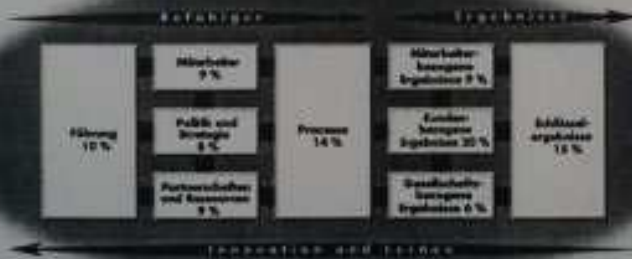 Befähiger
Ergebnisse
Führung
10 %
Mitarbeiter
9 %
Politik und
Strategie
8 %
Partnerschaften
und Ressourcen
9 %
Prozesse
14 %
Mitarbeiter-
bezogene
Ergebnisse 9 %
Kunden-
bezogene
Ergebnisse 20 %
Gesellschafts-
bezogene
Ergebnisse 6 %
Schlüssel-
ergebnisse
15 %
Innovation und Lernen